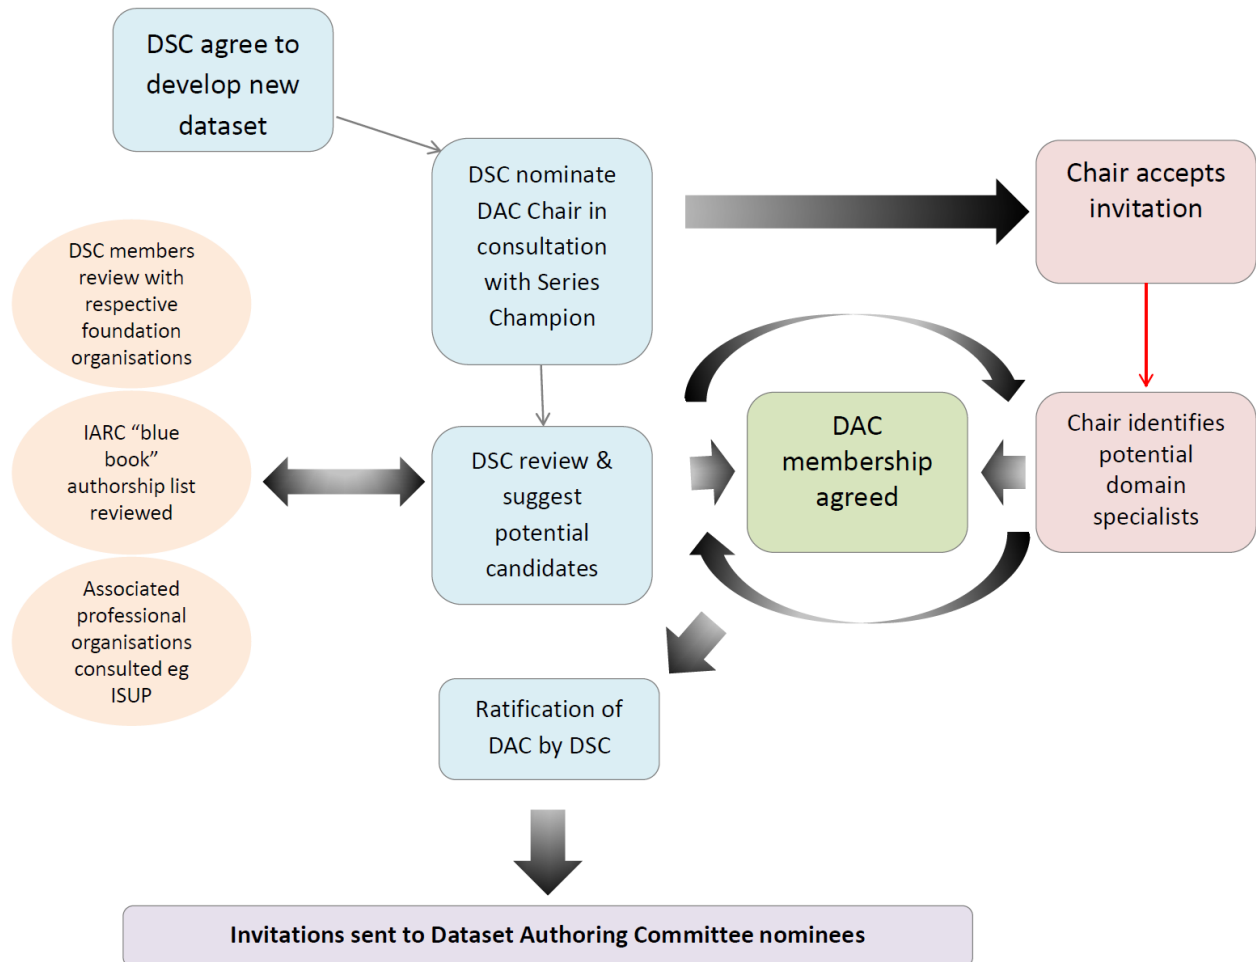 DSC agree to
develop new
dataset
DSC nominate
DAC Chair in
consultation
with Series
Champion
Chair accepts
invitation
DSC members
review with
respective
foundation
organisations
IARC “blue
book”
authorship list
reviewed
Associated
professional
organisations
consulted eg
ISUP
DSC review &
suggest
potential
candidates
DAC
membership
agreed
Chair identifies
potential
domain
specialists
Ratification of
DAC by DSC
Invitations sent to Dataset Authoring Committee nominees